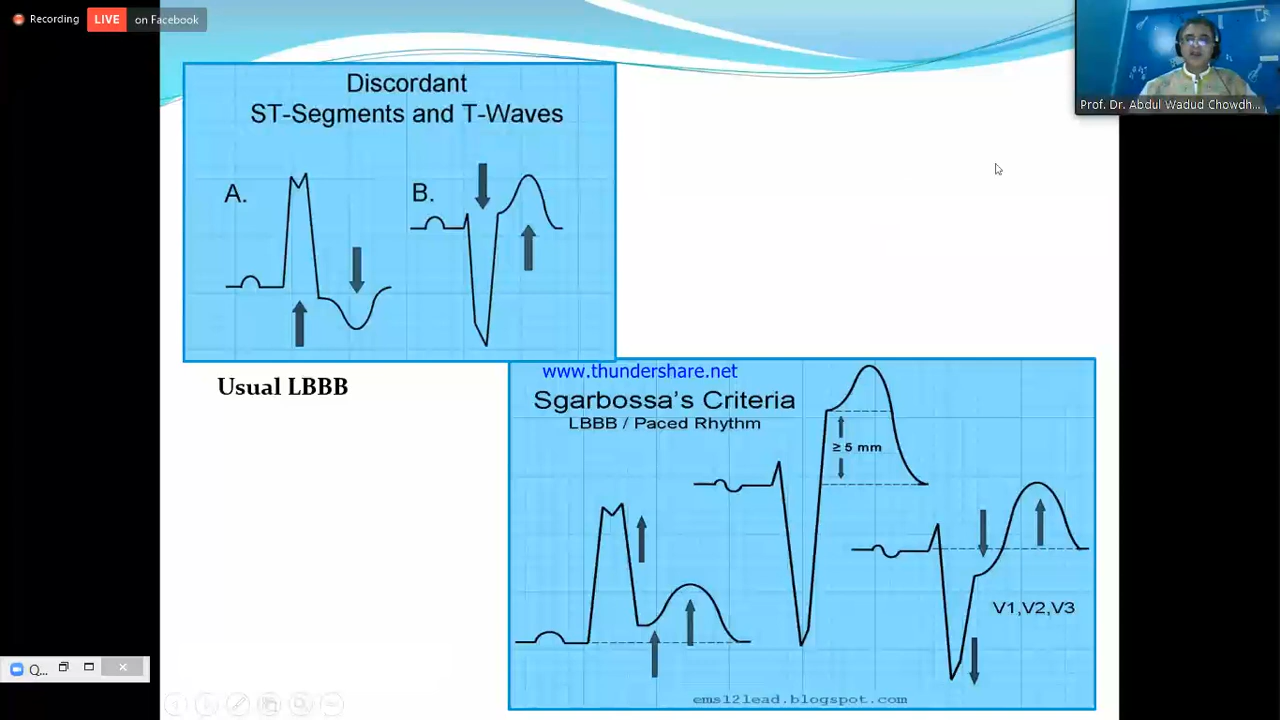 Recording
LIVE
on Facebook
Prof. Dr. Abdul Wadud Chowdh...
Discordant
ST-Segments and T-Waves
A.
B.
Usual LBBB
www.thundershare.net
Sgarbossa's Criteria
LBBB / Paced Rhythm
≥ 5 mm
V1,V2,V3
ems12lead.blogspot.com
Q...